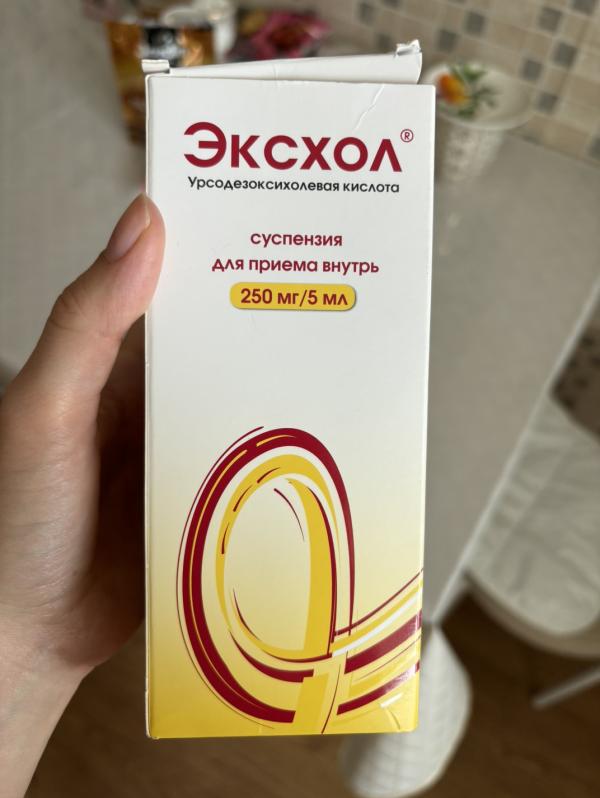 Эксхол®
Урсодезоксихолевая кислота
суспензия
для приема внутрь
250 мг/5 мл